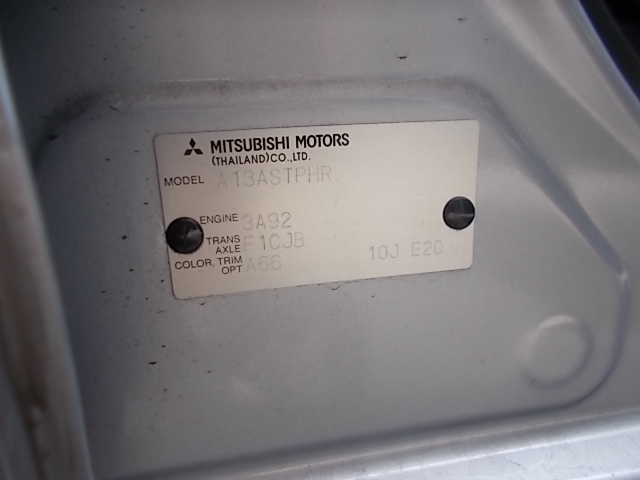 MITSUBISHI MOTORS
(THAILAND)CO.,LTD.
MODEL A13ASTPHR
ENGINE 3A92
TRANS AXLE F1CJB
COLOR, TRIM OPT A66 10J E20